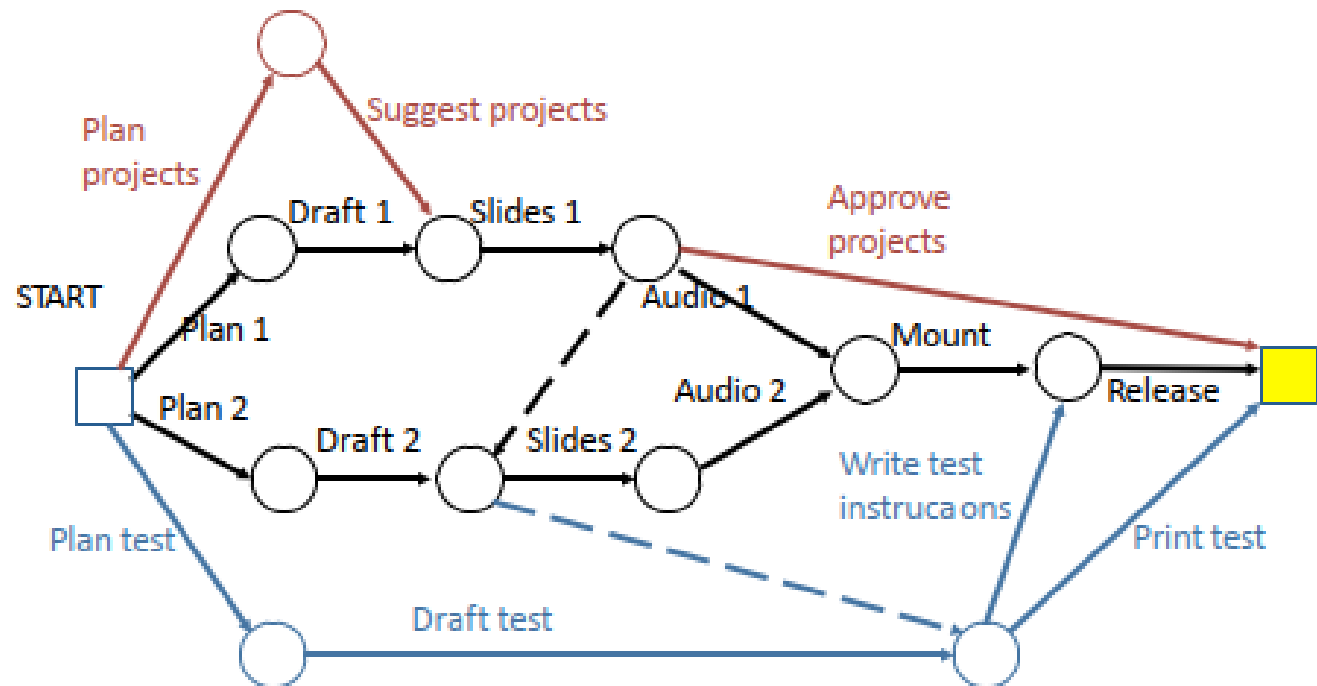 Suggest projects
Plan
projects
Approve
projects
Draft 1
Slides 1
START
Audio 1
Plan 1
Mount
Audio 2
Release
Plan 2
Draft 2
Slides 2
Write test
instrucaons
Plan test
Print test
Draft test